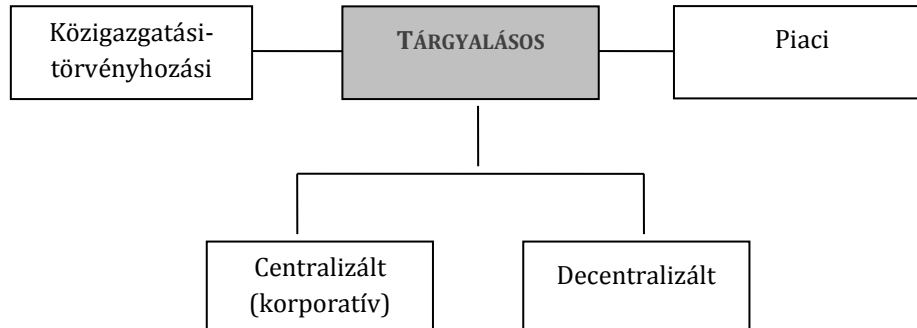 Közigazgatási-
törvényhozási
TÁRGYALÁSOS
Piaci
Centralizált
(korporatív)
Decentralizált